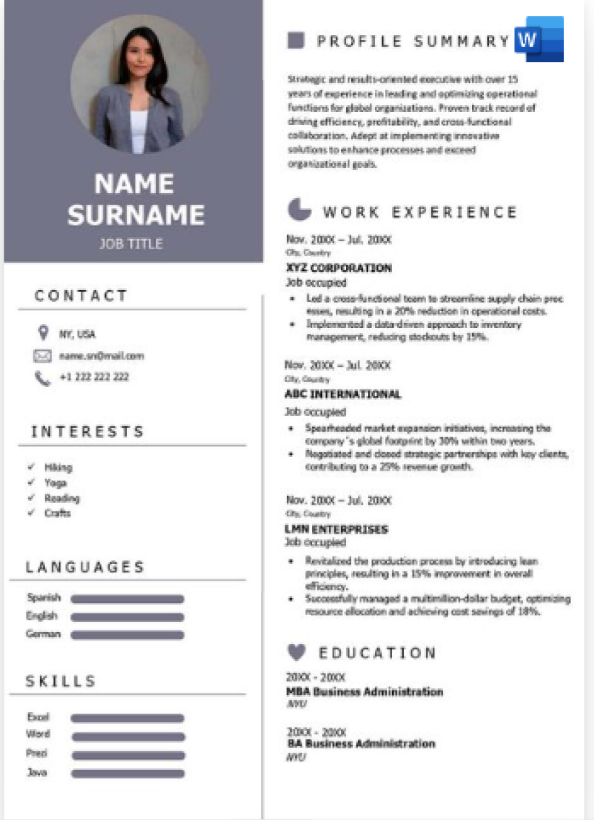 NAME
SURNAME
JOB TITLE
CONTACT
NY, USA
name.sn@mail.com
+1 222 222 222
INTERESTS
Hiking
Yoga
Reading
Crafts
LANGUAGES
Spanish
English
German
SKILLS
Excel
Word
Prezi
Java
PROFILE SUMMARY
W
Strategic and results-oriented executive with over 15
years of experience in leading and optimizing operational
functions for global organizations. Proven track record of
driving efficiency, profitability, and cross-functional
collaboration. Adept at implementing innovative
solutions to enhance processes and exceed
organizational goals.
WORK EXPERIENCE
Nov. 20XX – Jul. 20XX
City, Country
XYZ CORPORATION
Job occupied
• Led a cross-functional team to streamline supply chain proc
esses, resulting in a 20% reduction in operational costs.
• Implemented a data-driven approach to inventory
management, reducing stockouts by 15%.
Nov. 20XX – Jul. 20XX
City, Country
ABC INTERNATIONAL
Job occupied
• Spearheaded market expansion initiatives, increasing the
company´s global footprint by 30% within two years.
• Negotiated and closed strategic partnerships with key clients,
contributing to a 25% revenue growth.
Nov. 20XX – Jul. 20XX
City, Country
LMN ENTERPRISES
Job occupied
• Revitalized the production process by introducing lean
principles, resulting in a 15% improvement in overall
efficiency.
• Successfully managed a multimillion-dollar budget, optimizing
resource allocation and achieving cost savings of 18%.
EDUCATION
20XX - 20XX
MBA Business Administration
NYU
20XX - 20XX
BA Business Administration
NYU